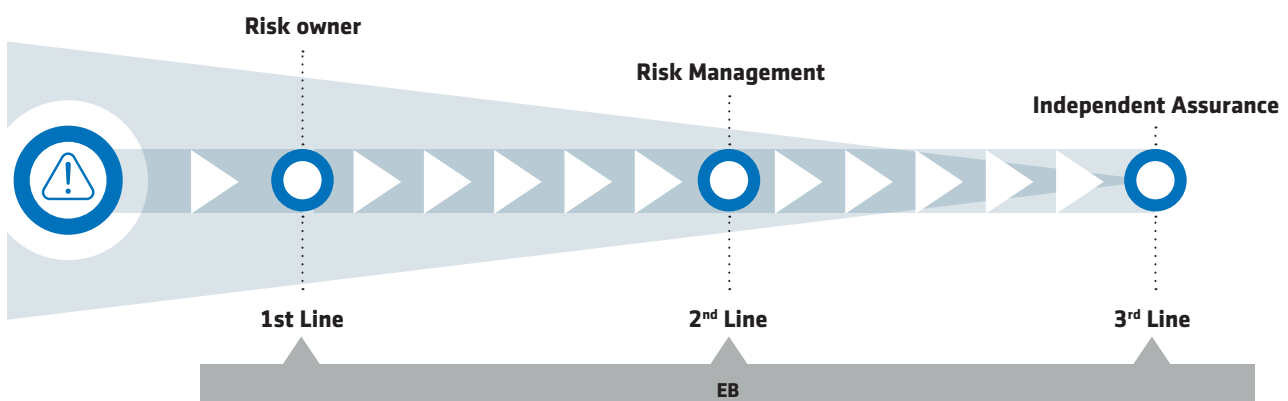 Risk owner
Risk Management
Independent Assurance
1st Line
2nd Line
3rd Line
EB